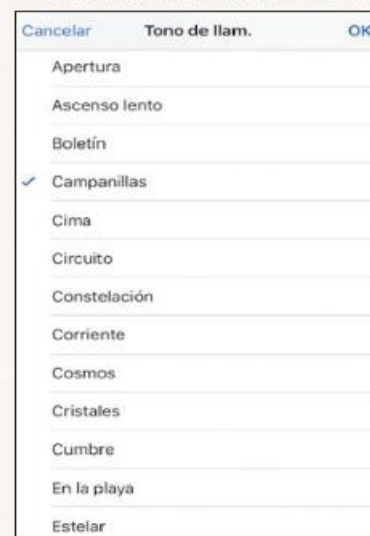 Cancelar Tono de llam. OK
Apertura
Ascenso lento
Boletín
Campanillas
Cima
Circuito
Constelación
Corriente
Cosmos
Cristales
Cumbre
En la playa
Estelar